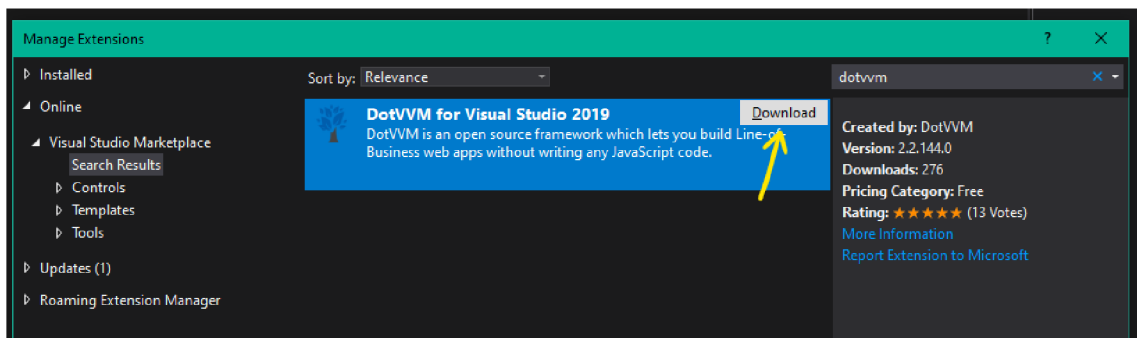 Manage Extensions
?
Installed
Online
Visual Studio Marketplace
Search Results
Controls
Templates
Tools
Updates (1)
Roaming Extension Manager
Sort by: Relevance
DotVVM for Visual Studio 2019
Download
DotVVM is an open source framework which lets you build Line-of-
Business web apps without writing any JavaScript code.
dotvvm
Created by: DotVVM
Version: 2.2.144.0
Downloads: 276
Pricing Category: Free
Rating: ★★★★★ (13 Votes)
More Information
Report Extension to Microsoft